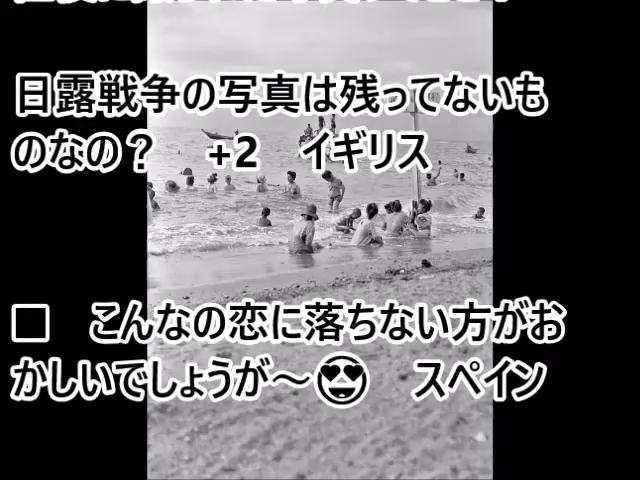 日露戦争の写真は残ってないも
のなの？　+2　イギリス
■　こんなの恋に落ちない方がお
かしいでしょうが～😍　スペイン